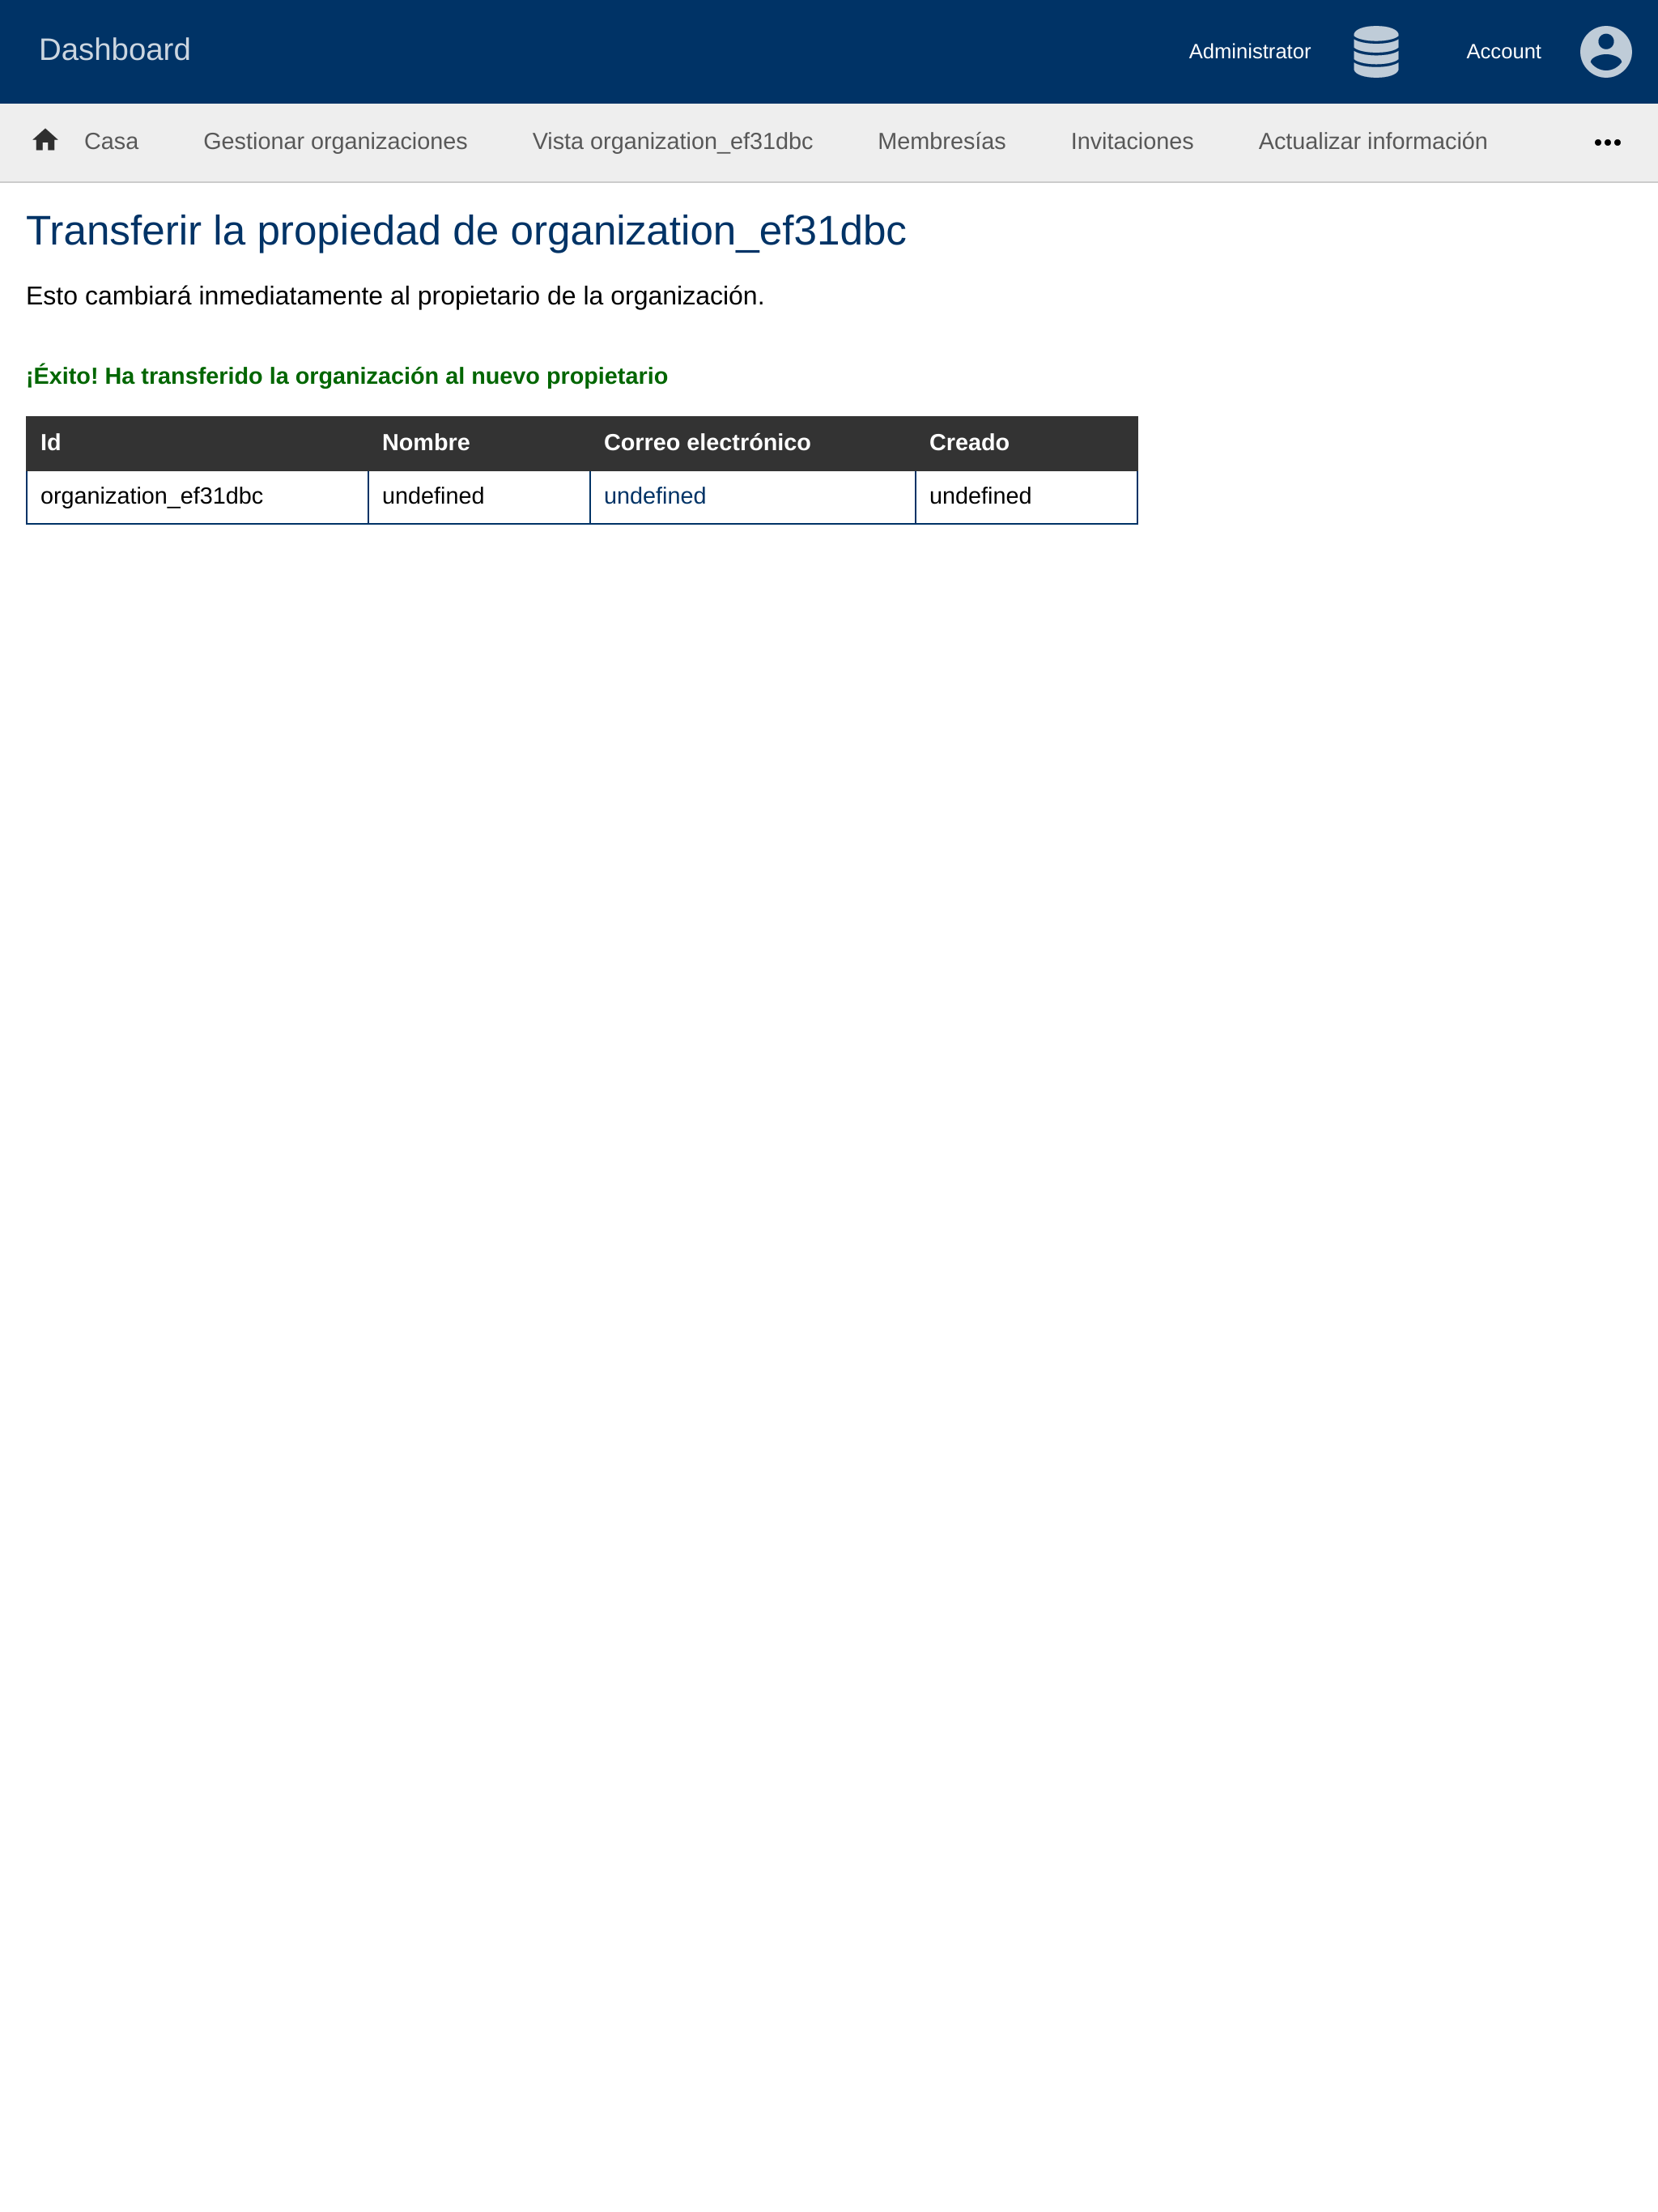 Dashboard Administrator Account
Casa Gestionar organizaciones Vista organization_ef31dbc Membresías Invitaciones Actualizar información •••
Transferir la propiedad de organization_ef31dbc
Esto cambiará inmediatamente al propietario de la organización.
¡Éxito! Ha transferido la organización al nuevo propietario
Id Nombre Correo electrónico Creado
organization_ef31dbc undefined undefined undefined